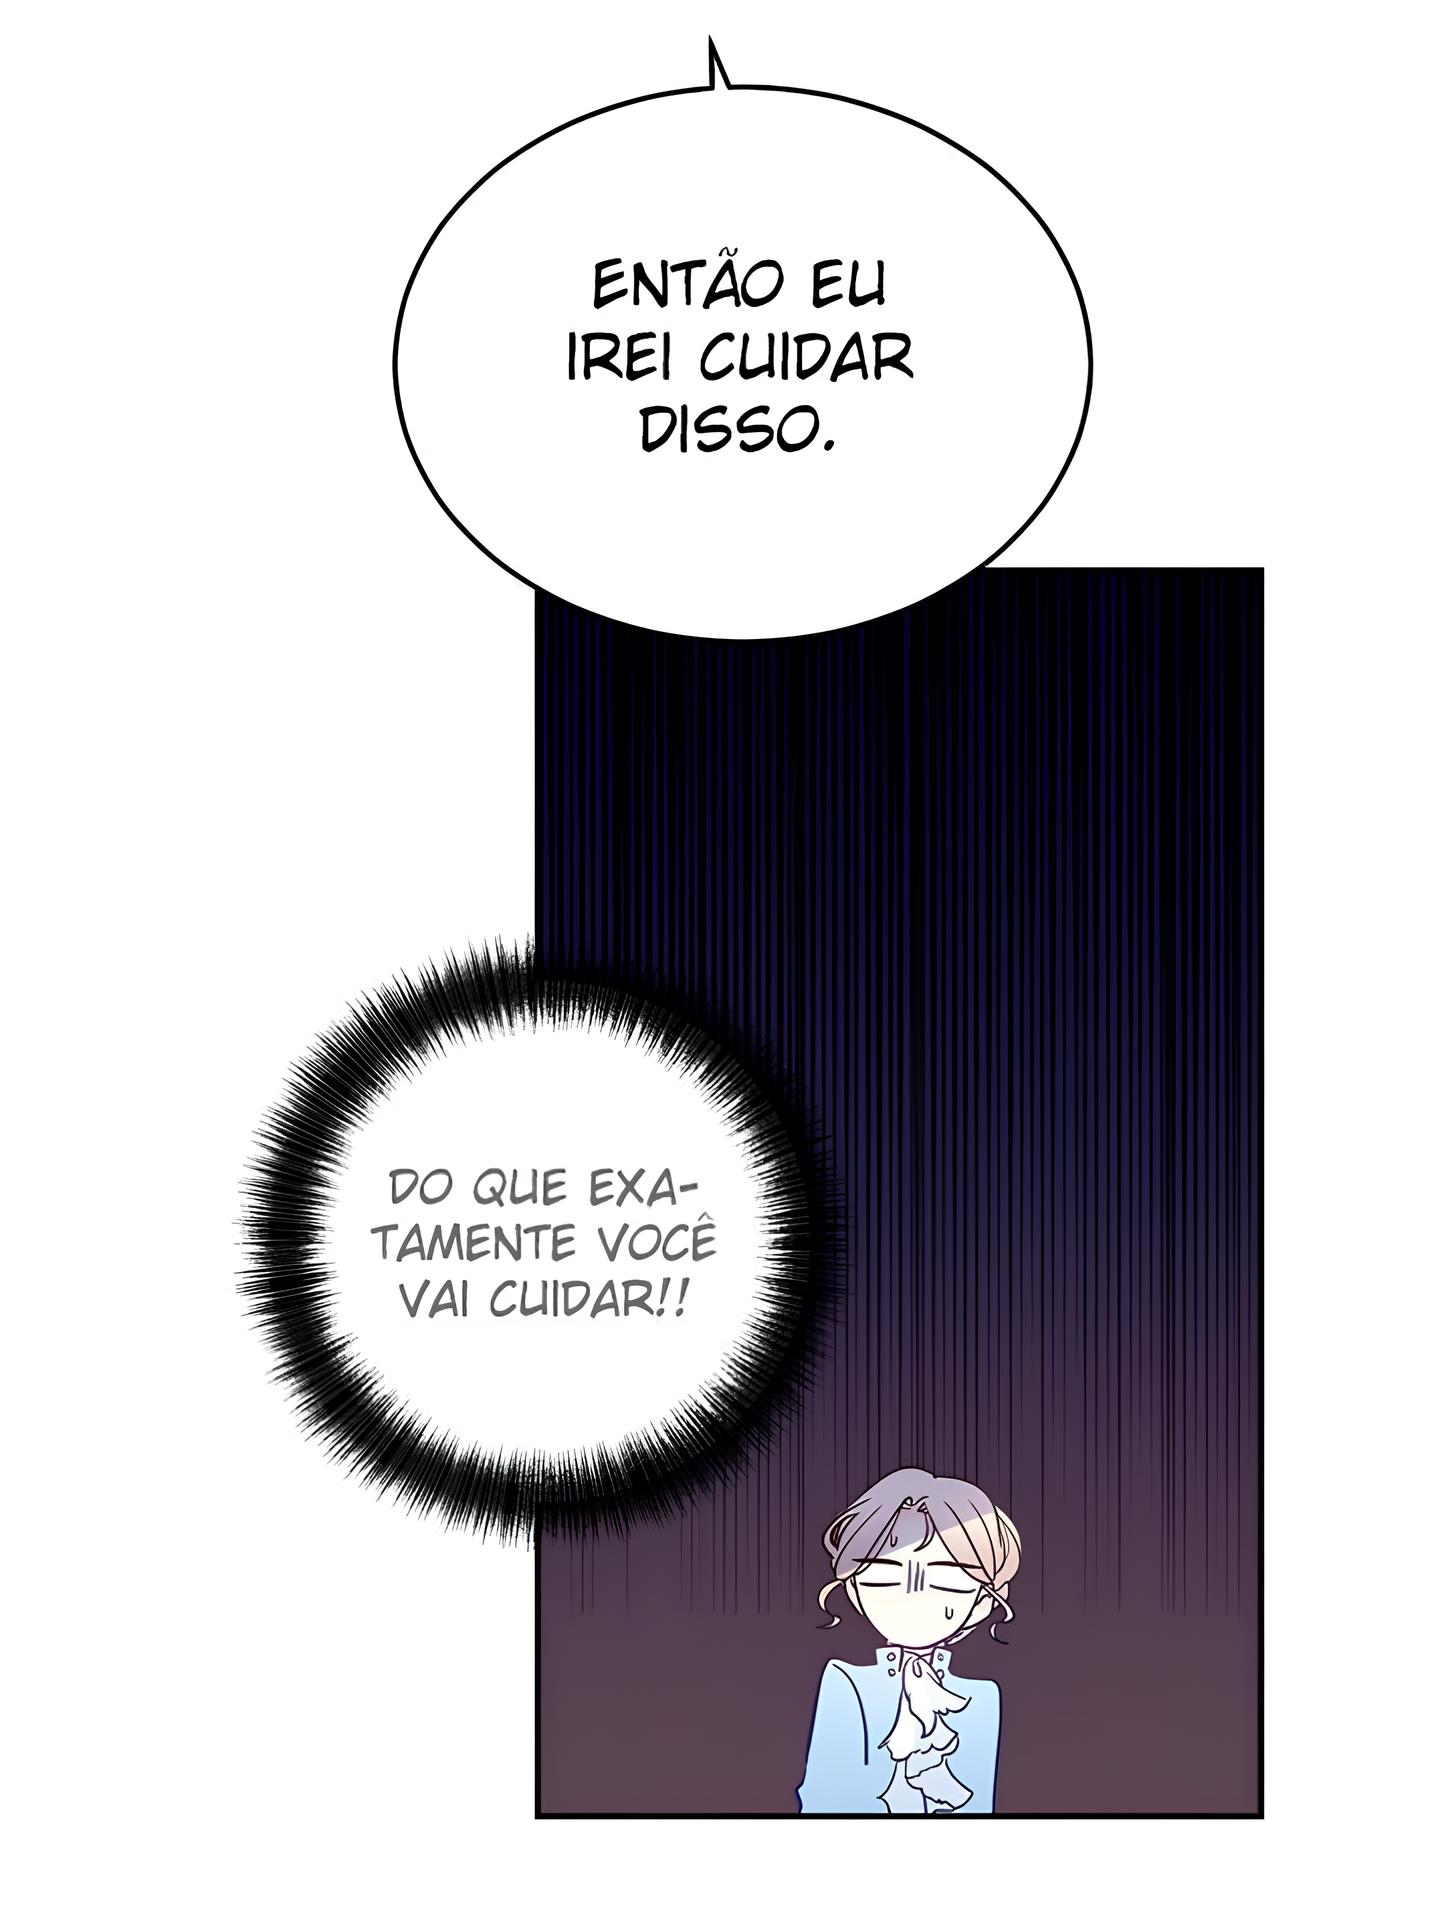 ENTÃO EU
IREI CUIDAR
DISSO.
DO QUE EXA-
TAMENTE VOCÊ
VAI CUIDAR!!